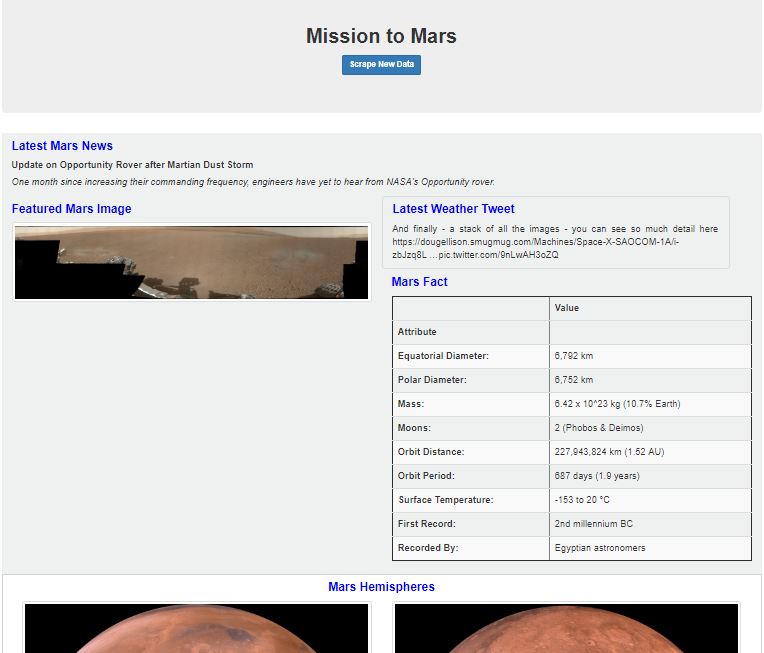 Mission to Mars
Scrape New Data
Latest Mars News
Update on Opportunity Rover after Martian Dust Storm
One month since increasing their commanding frequency, engineers have yet to hear from NASA's Opportunity rover.
Featured Mars Image
Latest Weather Tweet
And finally - a stack of all the images - you can see so much detail here
https://dougellison.smugmug.com/Machines/Space-X-SAOCOM-1A/i-
zbJzq8L …pic.twitter.com/9nLwAH3oZQ
Mars Fact
Value
Attribute
Equatorial Diameter: 6,792 km
Polar Diameter: 6,752 km
Mass: 6.42 x 10^23 kg (10.7% Earth)
Moons: 2 (Phobos & Deimos)
Orbit Distance: 227,943,824 km (1.52 AU)
Orbit Period: 687 days (1.9 years)
Surface Temperature: -153 to 20 °C
First Record: 2nd millennium BC
Recorded By: Egyptian astronomers
Mars Hemispheres